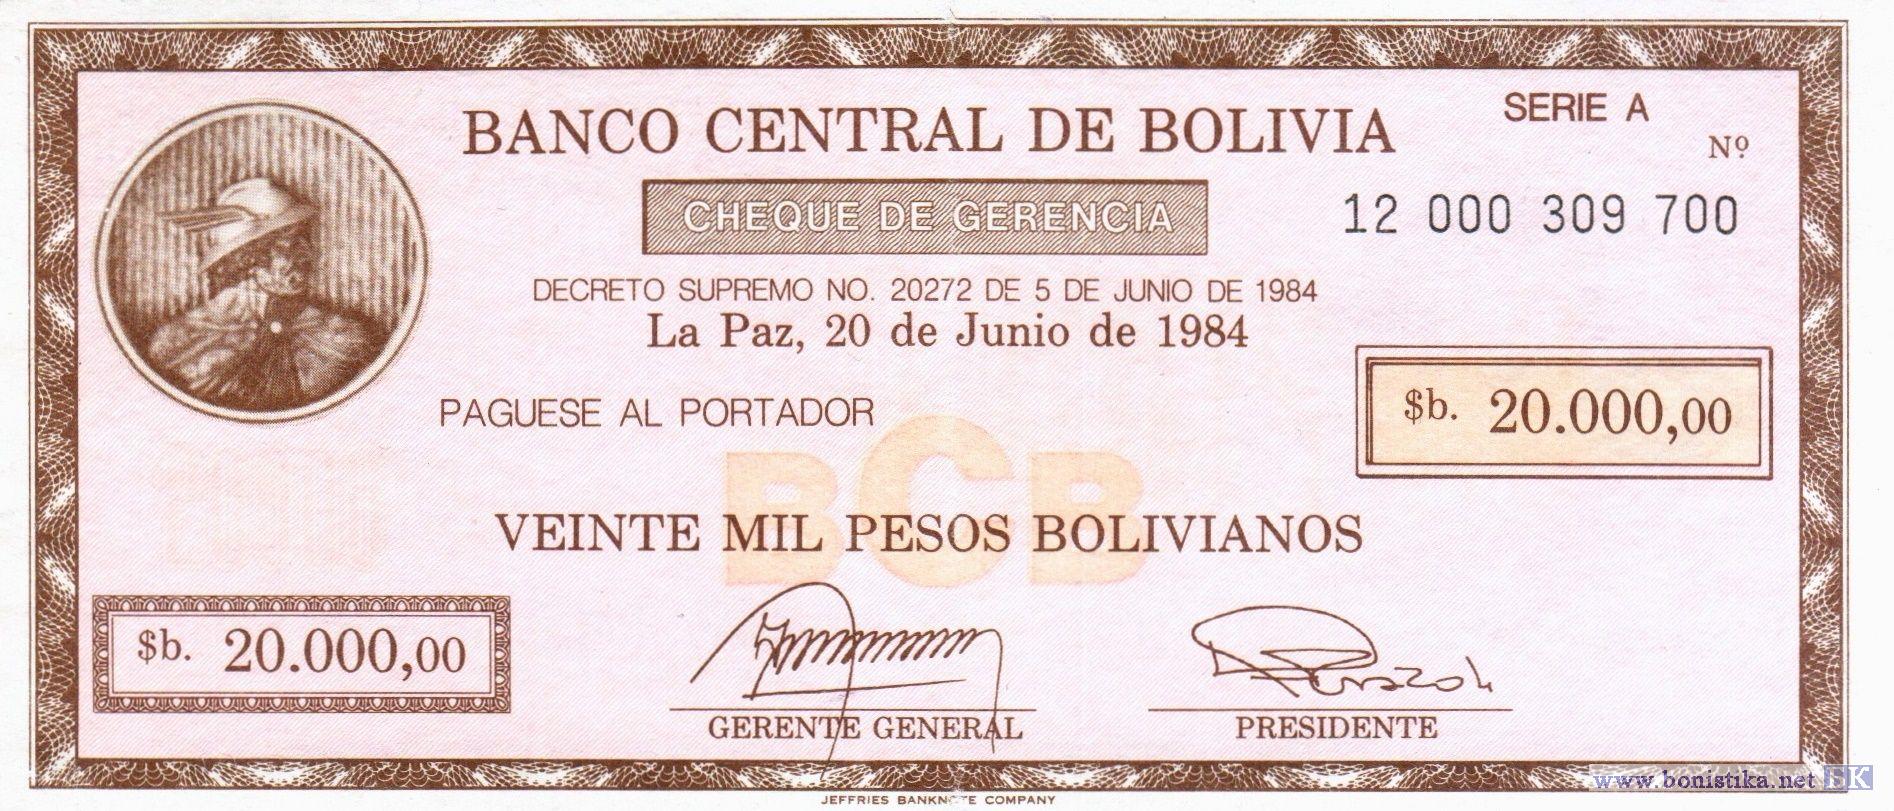 BANCO CENTRAL DE BOLIVIA
SERIE A
Nº
CHEQUE DE GERENCIA
12 000 309 700
DECRETO SUPREMO NO. 20272 DE 5 DE JUNIO DE 1984
La Paz, 20 de Junio de 1984
PAGUESE AL PORTADOR
$b. 20.000,00
BCB
VEINTE MIL PESOS BOLIVIANOS
$b. 20.000,00
GERENTE GENERAL
PRESIDENTE
JEFFRIES BANKNOTE COMPANY
www.bonistika.net БК